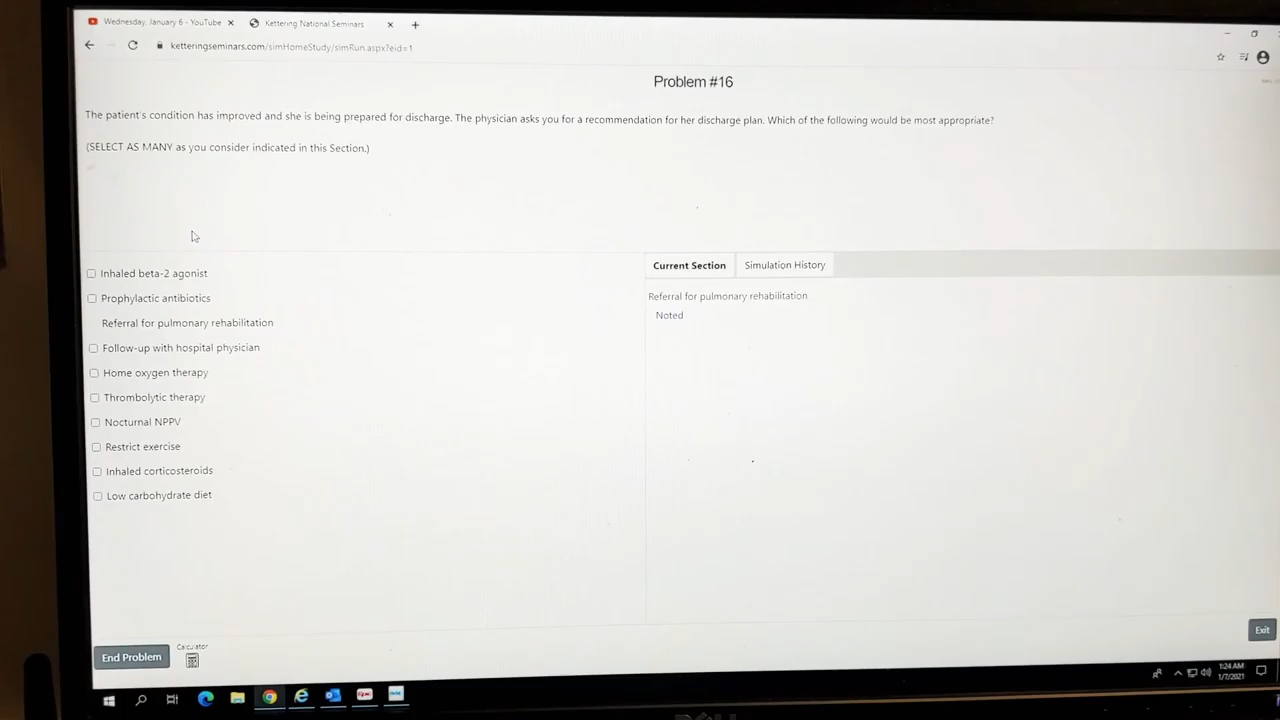 Wednesday, January 6 - YouTube
Kettering National Seminars
ketteringseminars.com/simHomeStudy/simRun.aspx?eid=1
Problem #16
The patient's condition has improved and she is being prepared for discharge. The physician asks you for a recommendation for her discharge plan. Which of the following would be most appropriate?
(SELECT AS MANY as you consider indicated in this Section.)
Inhaled beta-2 agonist
Prophylactic antibiotics
Referral for pulmonary rehabilitation
Follow-up with hospital physician
Home oxygen therapy
Thrombolytic therapy
Nocturnal NPPV
Restrict exercise
Inhaled corticosteroids
Low carbohydrate diet
Current Section
Simulation History
Referral for pulmonary rehabilitation
Noted
End Problem
Calculator
Exit
1:24 AM
1/7/2021